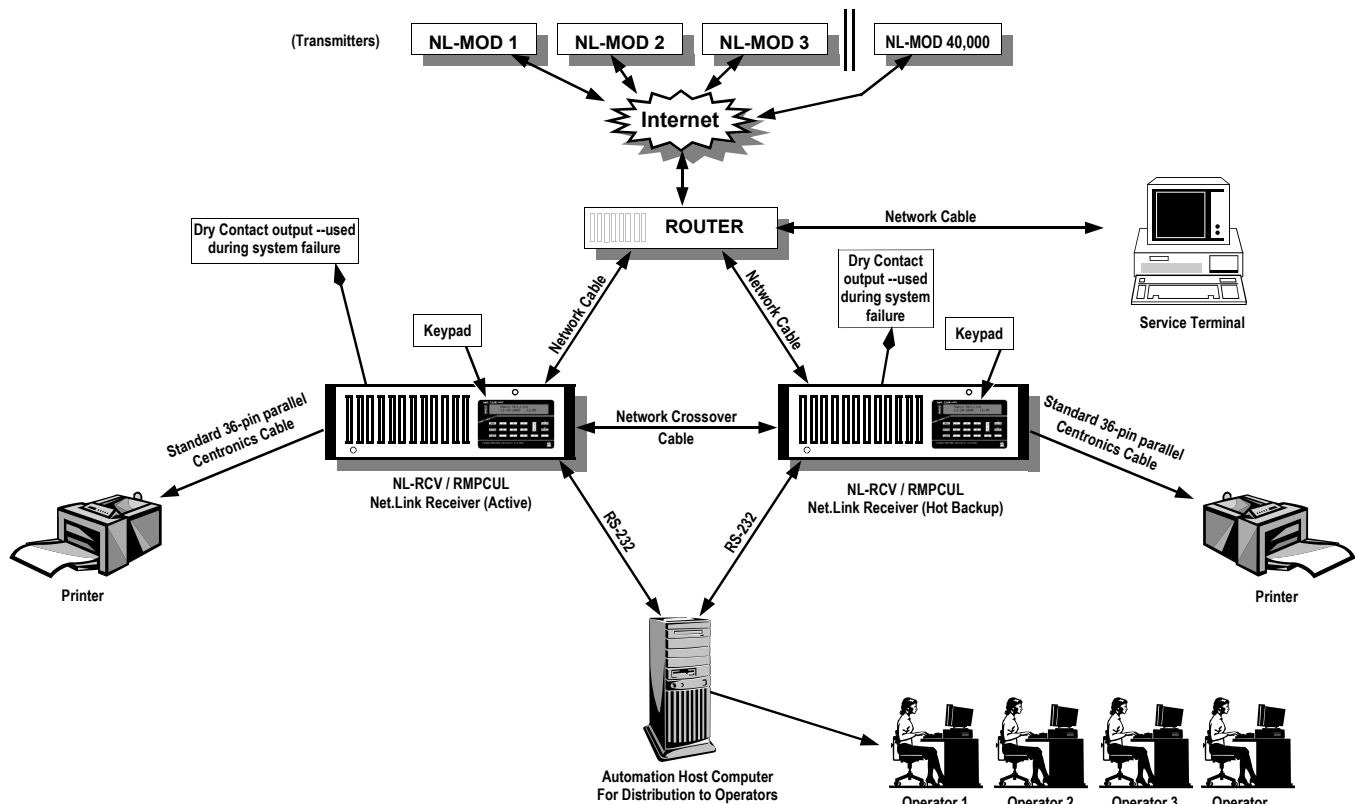 (Transmitters)
NL-MOD 1
NL-MOD 2
NL-MOD 3
NL-MOD 40,000
Internet
ROUTER
Network Cable
Service Terminal
Dry Contact output --used
during system failure
Dry Contact
output --used
during system
failure
Network Cable
Network Cable
Keypad
Keypad
Network Crossover
Cable
Standard 36-pin parallel
Centronics Cable
Standard 36-pin parallel
Centronics Cable
NL-RCV / RMPCUL
Net.Link Receiver (Active)
NL-RCV / RMPCUL
Net.Link Receiver (Hot Backup)
RS-232
RS-232
Printer
Printer
Automation Host Computer
For Distribution to Operators
Operator 1
Operator 2
Operator 3
Operator